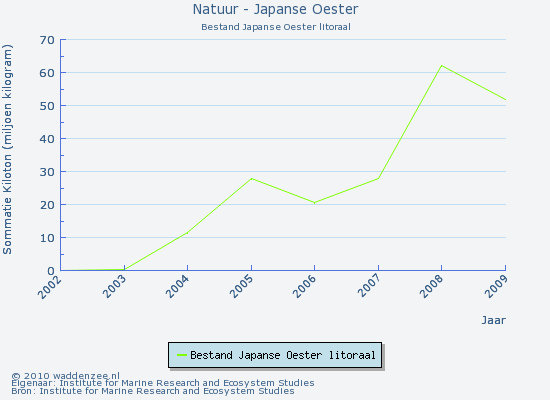 Natuur - Japanse Oester
Bestand Japanse Oester litoraal
Sommatie Kiloton (miljoen kilogram)
70
60
50
40
30
20
10
0
2002
2003
2004
2005
2006
2007
2008
2009
Jaar
Bestand Japanse Oester litoraal
© 2010 waddenzee.nl
Eigenaar: Institute for Marine Research and Ecosystem Studies
Bron: Institute for Marine Research and Ecosystem Studies